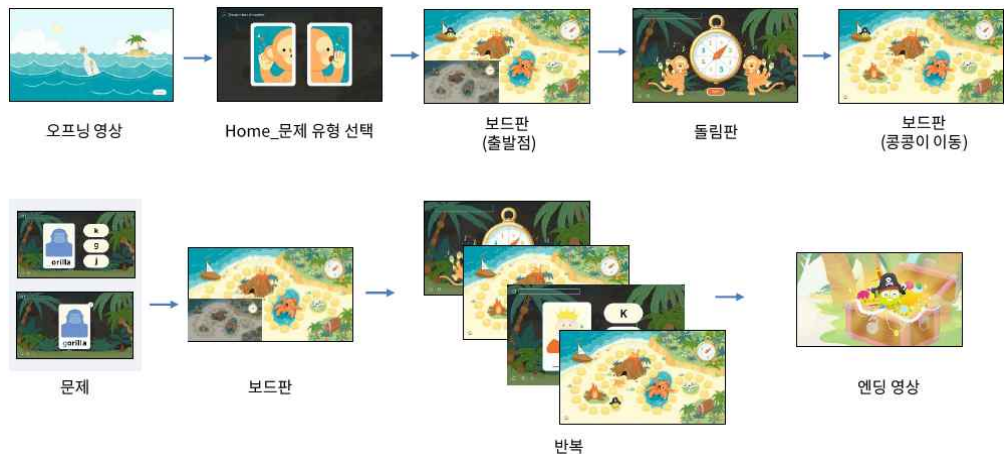 오프닝 영상
Home_문제 유형 선택
보드판
(출발점)
돌림판
보드판
(콩콩이 이동)
k
g
j
orilla
gorilla
K
문제
보드판
반복
엔딩 영상